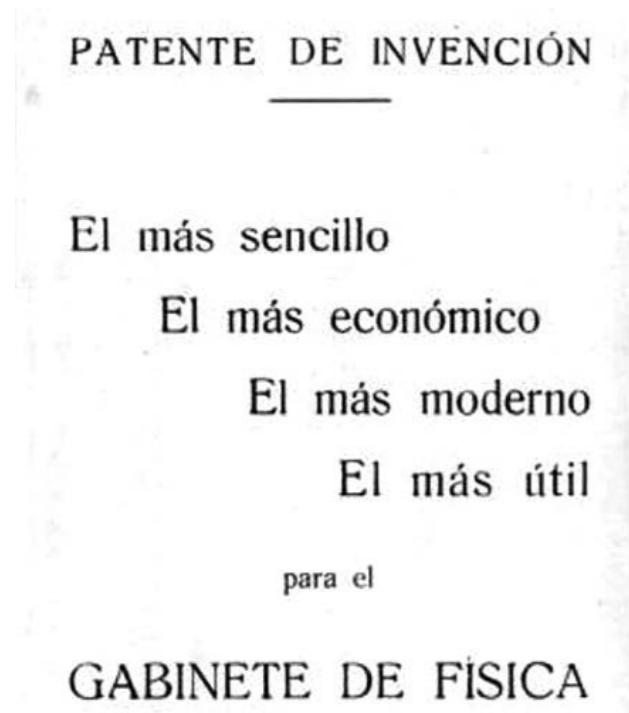 PATENTE DE INVENCIÓN
El más sencillo
El más económico
El más moderno
El más útil
para el
GABINETE DE FÍSICA